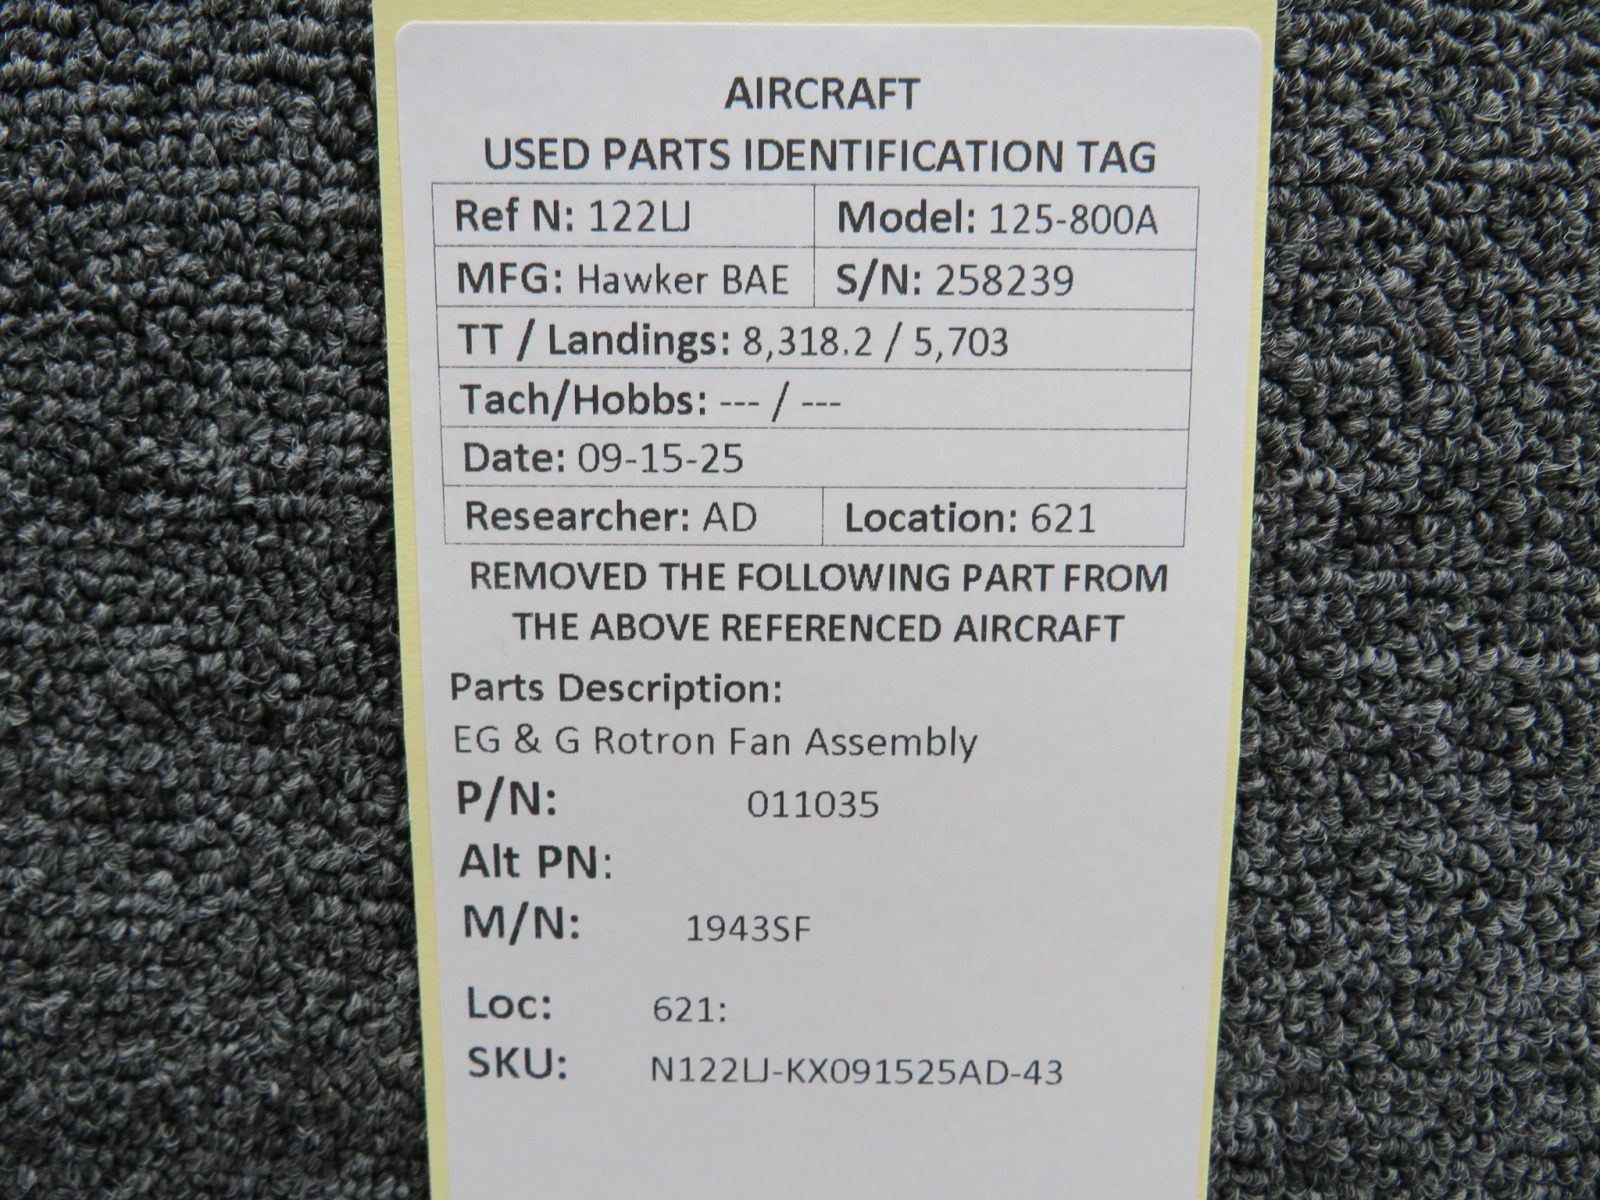 AIRCRAFT
USED PARTS IDENTIFICATION TAG
Ref N: 122LJ Model: 125-800A
MFG: Hawker BAE S/N: 258239
TT / Landings: 8,318.2 / 5,703
Tach/Hobbs: --- / ---
Date: 09-15-25
Researcher: AD Location: 621
REMOVED THE FOLLOWING PART FROM
THE ABOVE REFERENCED AIRCRAFT
Parts Description:
EG & G Rotron Fan Assembly
P/N: 011035
Alt PN:
M/N: 1943SF
Loc: 621:
SKU: N122LJ-KX091525AD-43